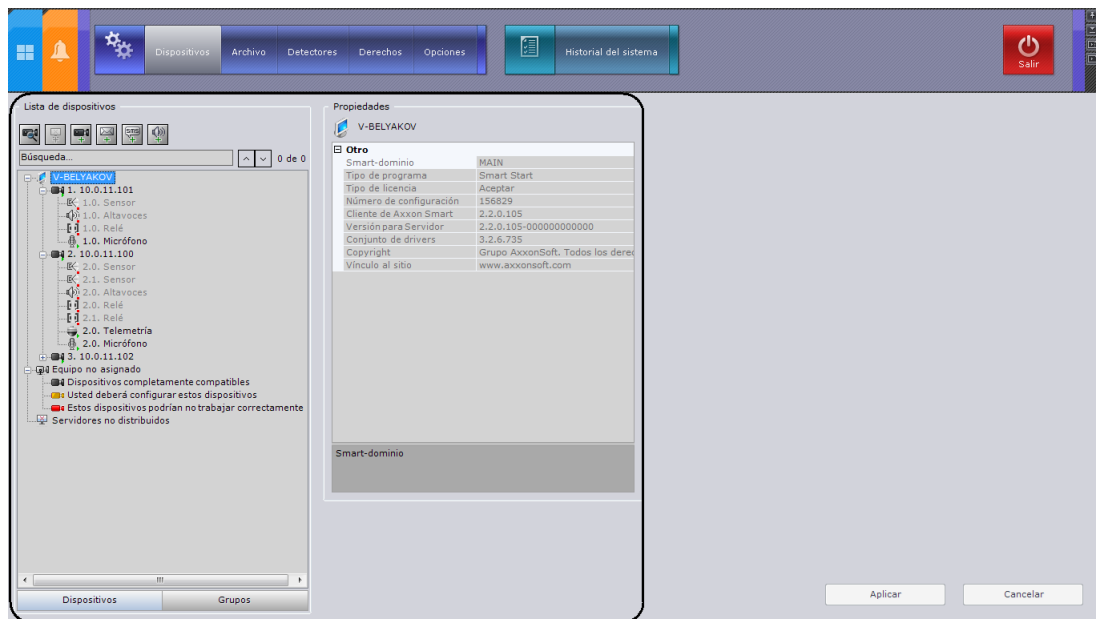 Dispositivos
Archivo
Detectores
Derechos
Opciones
Historial del sistema
Salir
Lista de dispositivos
Búsqueda...
0 de 0
V-BELYAKOV
1. 10.0.11.101
1.0. Sensor
1.0. Altavoces
1.0. Relé
1.0. Micrófono
2. 10.0.11.100
2.0. Sensor
2.1. Sensor
2.0. Altavoces
2.0. Relé
2.1. Relé
2.0. Telemetría
2.0. Micrófono
3. 10.0.11.102
Equipo no asignado
Dispositivos completamente compatibles
Usted deberá configurar estos dispositivos
Estos dispositivos podrían no trabajar correctamente
Servidores no distribuidos
Dispositivos
Grupos
Propiedades
V-BELYAKOV
Otro
Smart-dominio MAIN
Tipo de programa Smart Start
Tipo de licencia Aceptar
Número de configuración 156829
Cliente de Axxon Smart 2.2.0.105
Versión para Servidor 2.2.0.105-000000000000
Conjunto de drivers 3.2.6.735
Copyright Grupo AxxonSoft. Todos los derec
Vínculo al sitio www.axxonsoft.com
Smart-dominio
Aplicar
Cancelar